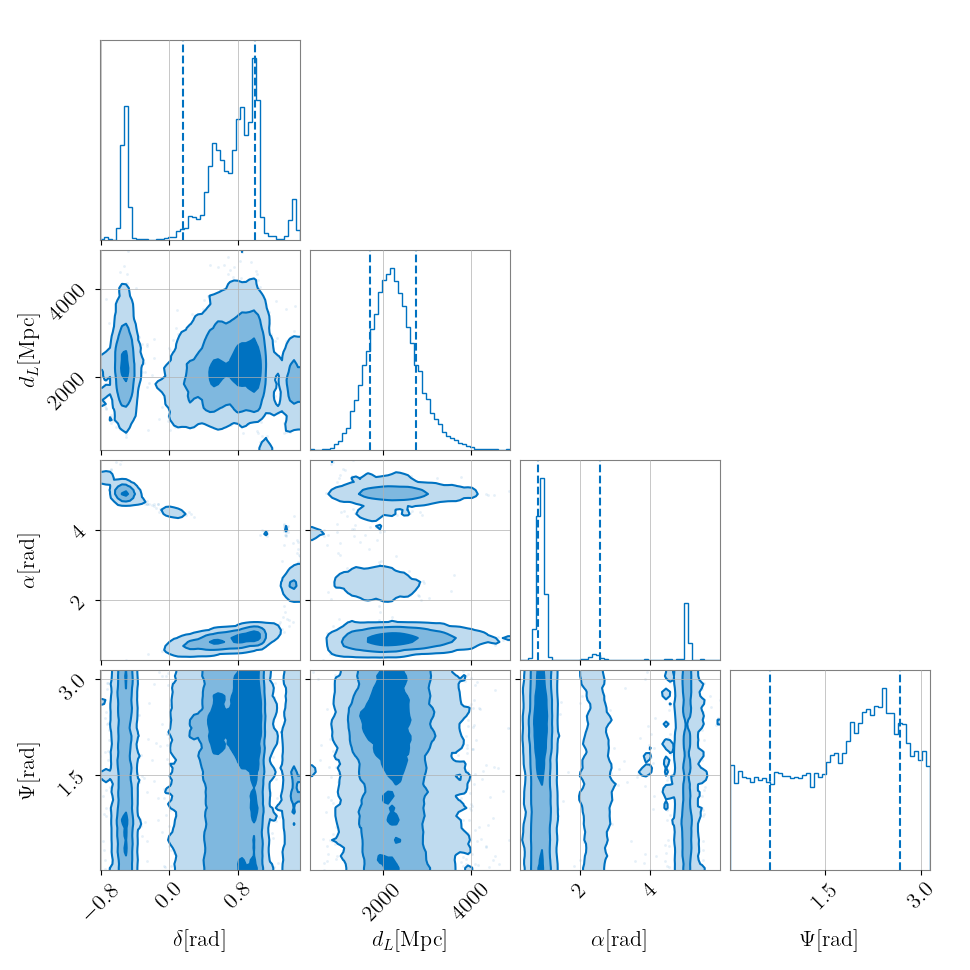 4000
2000
d_L[Mpc]
4
2
α[rad]
3.0
1.5
Ψ[rad]
−0.8 0.0 0.8 2000 4000 2 4 1.5 3.0
δ[rad] d_L[Mpc] α[rad] Ψ[rad]